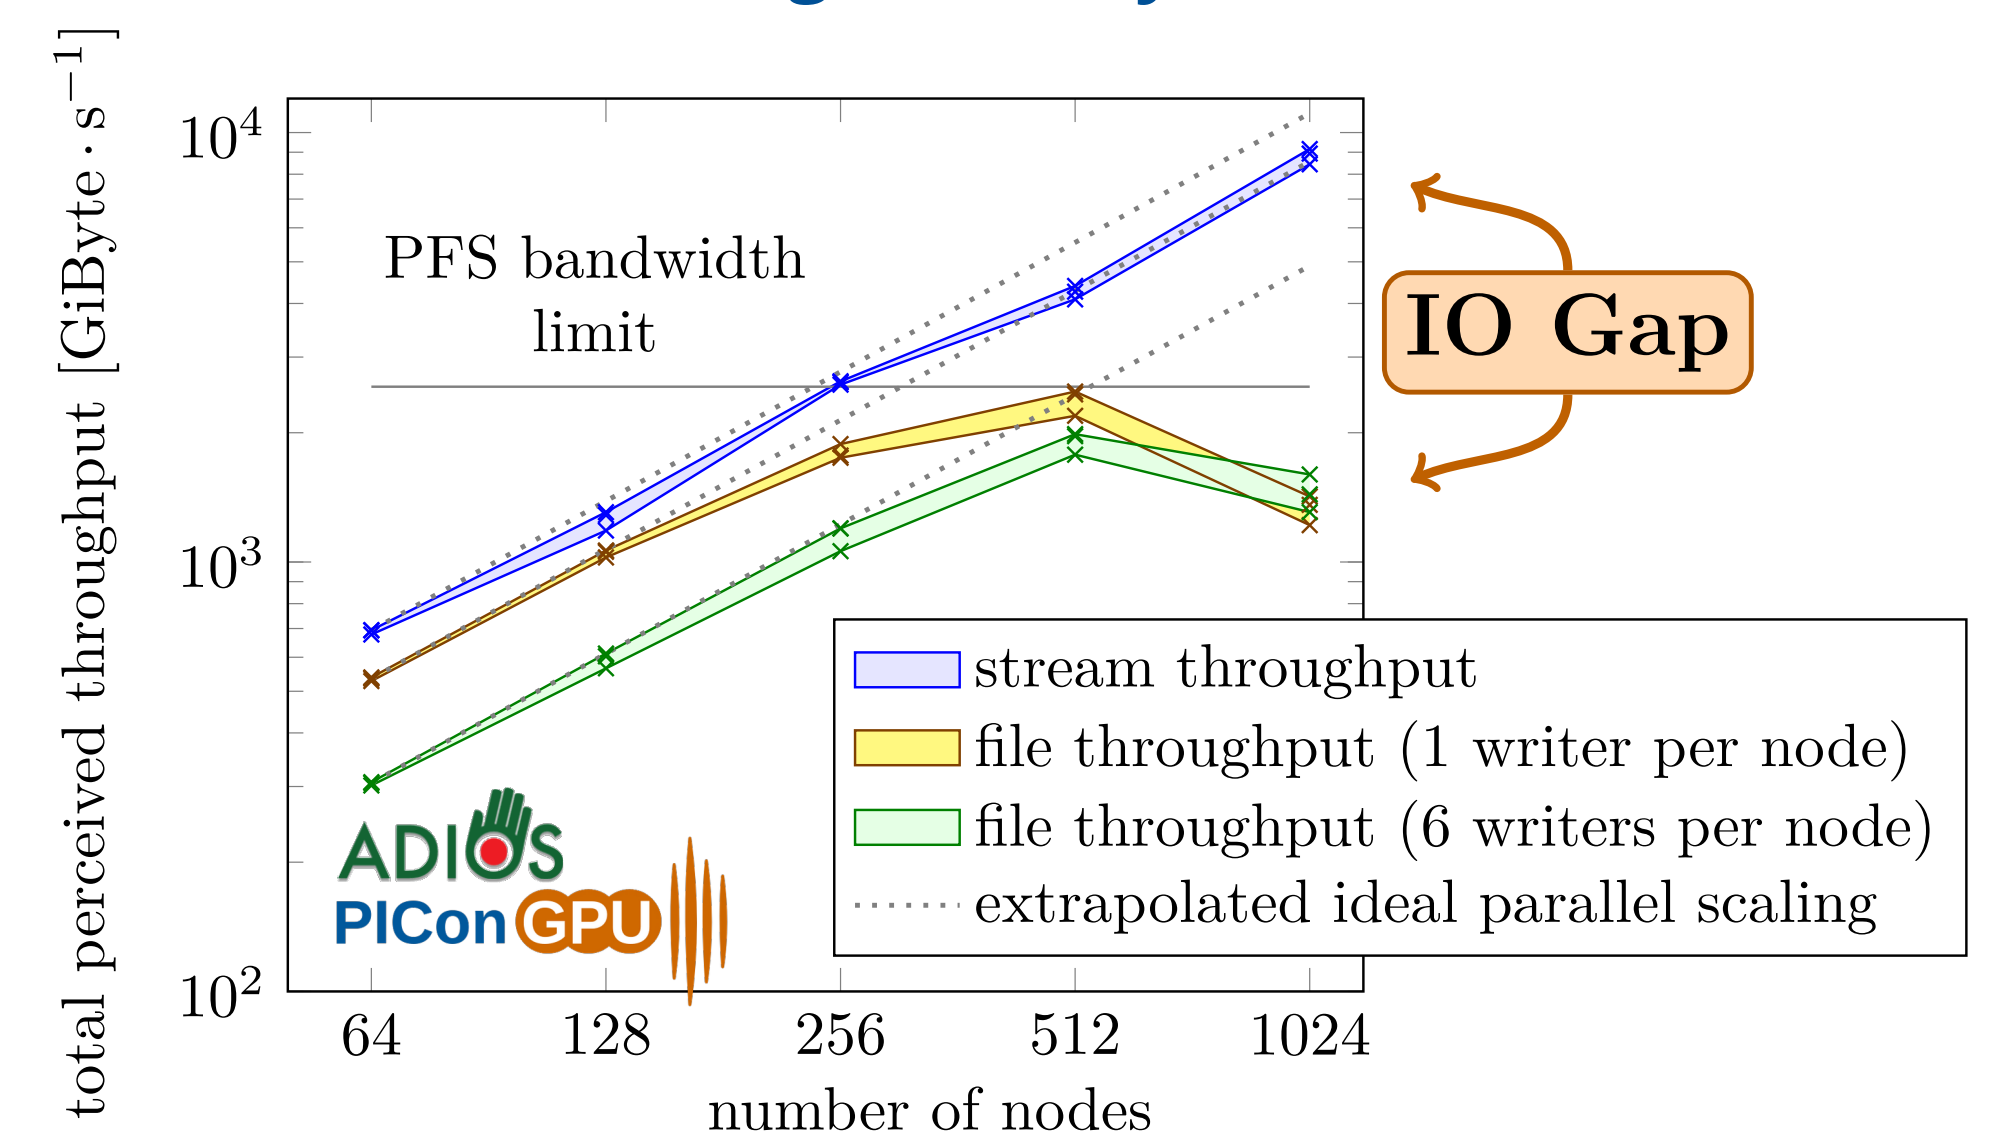 total perceived throughput [GiByte · s⁻¹]
10⁴
10³
10²
PFS bandwidth
limit
IO Gap
stream throughput
file throughput (1 writer per node)
file throughput (6 writers per node)
extrapolated ideal parallel scaling
ADIOS
PICon GPU
64 128 256 512 1024
number of nodes